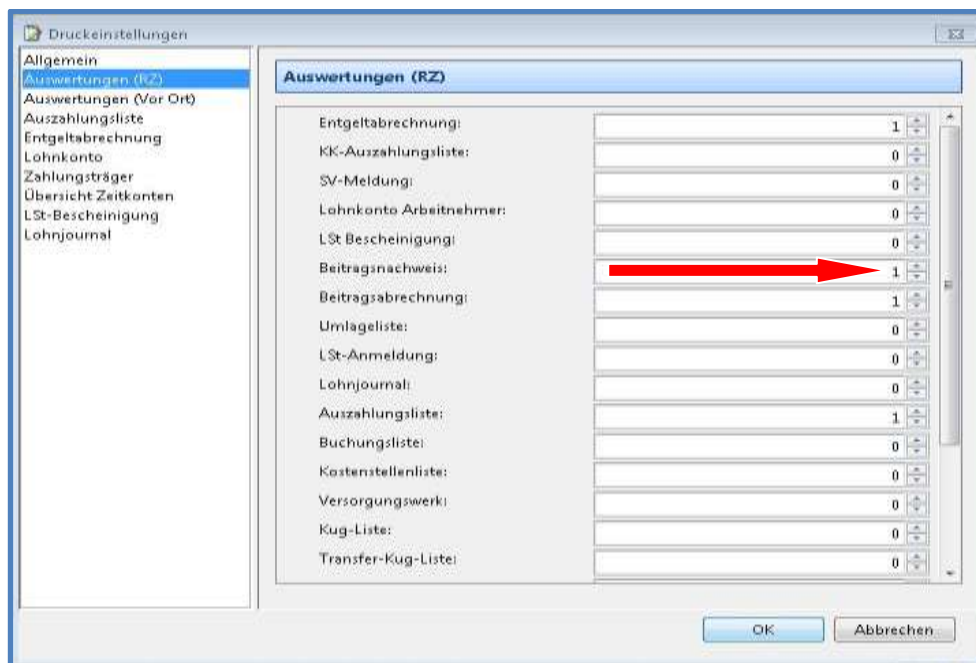 Druckeinstellungen
Allgemein
Auswertungen (RZ)
Auswertungen (Vor Ort)
Auszahlungsliste
Entgeltabrechnung
Lohnkonto
Zahlungsträger
Übersicht Zeitkonten
LSt-Bescheinigung
Lohnjournal
Auswertungen (RZ)
Entgeltabrechnung: 1
KK-Auszahlungsliste: 0
SV-Meldung: 0
Lohnkonto Arbeitnehmer: 0
LSt Bescheinigung: 0
Beitragsnachweis: 1
Beitragsabrechnung: 1
Umlageliste: 0
LSt-Anmeldung: 0
Lohnjournal: 0
Auszahlungsliste: 1
Buchungsliste: 0
Kostenstellenliste: 0
Versorgungswerk: 0
Kug-Liste: 0
Transfer-Kug-Liste: 0
OK Abbrechen